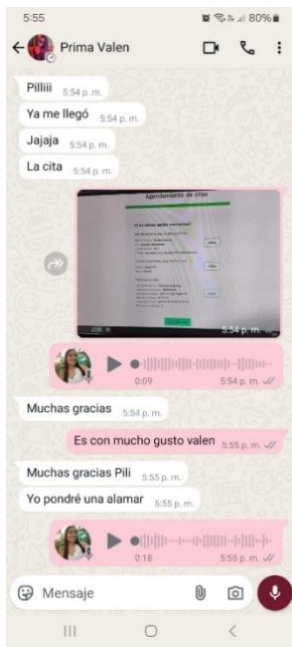 5:55
80%
Prima Valen
Pilliii 5:54 p. m.
Ya me llegó 5:54 p. m.
Jajaja 5:54 p. m.
La cita 5:54 p. m.
Agendamiento de citas
5:54 p. m.
0:09 5:54 p. m.
Muchas gracias 5:54 p. m.
Es con mucho gusto valen 5:55 p. m.
Muchas gracias Pili 5:55 p. m.
Yo pondré una alamar 5:55 p. m.
0:18 5:55 p. m.
Mensaje